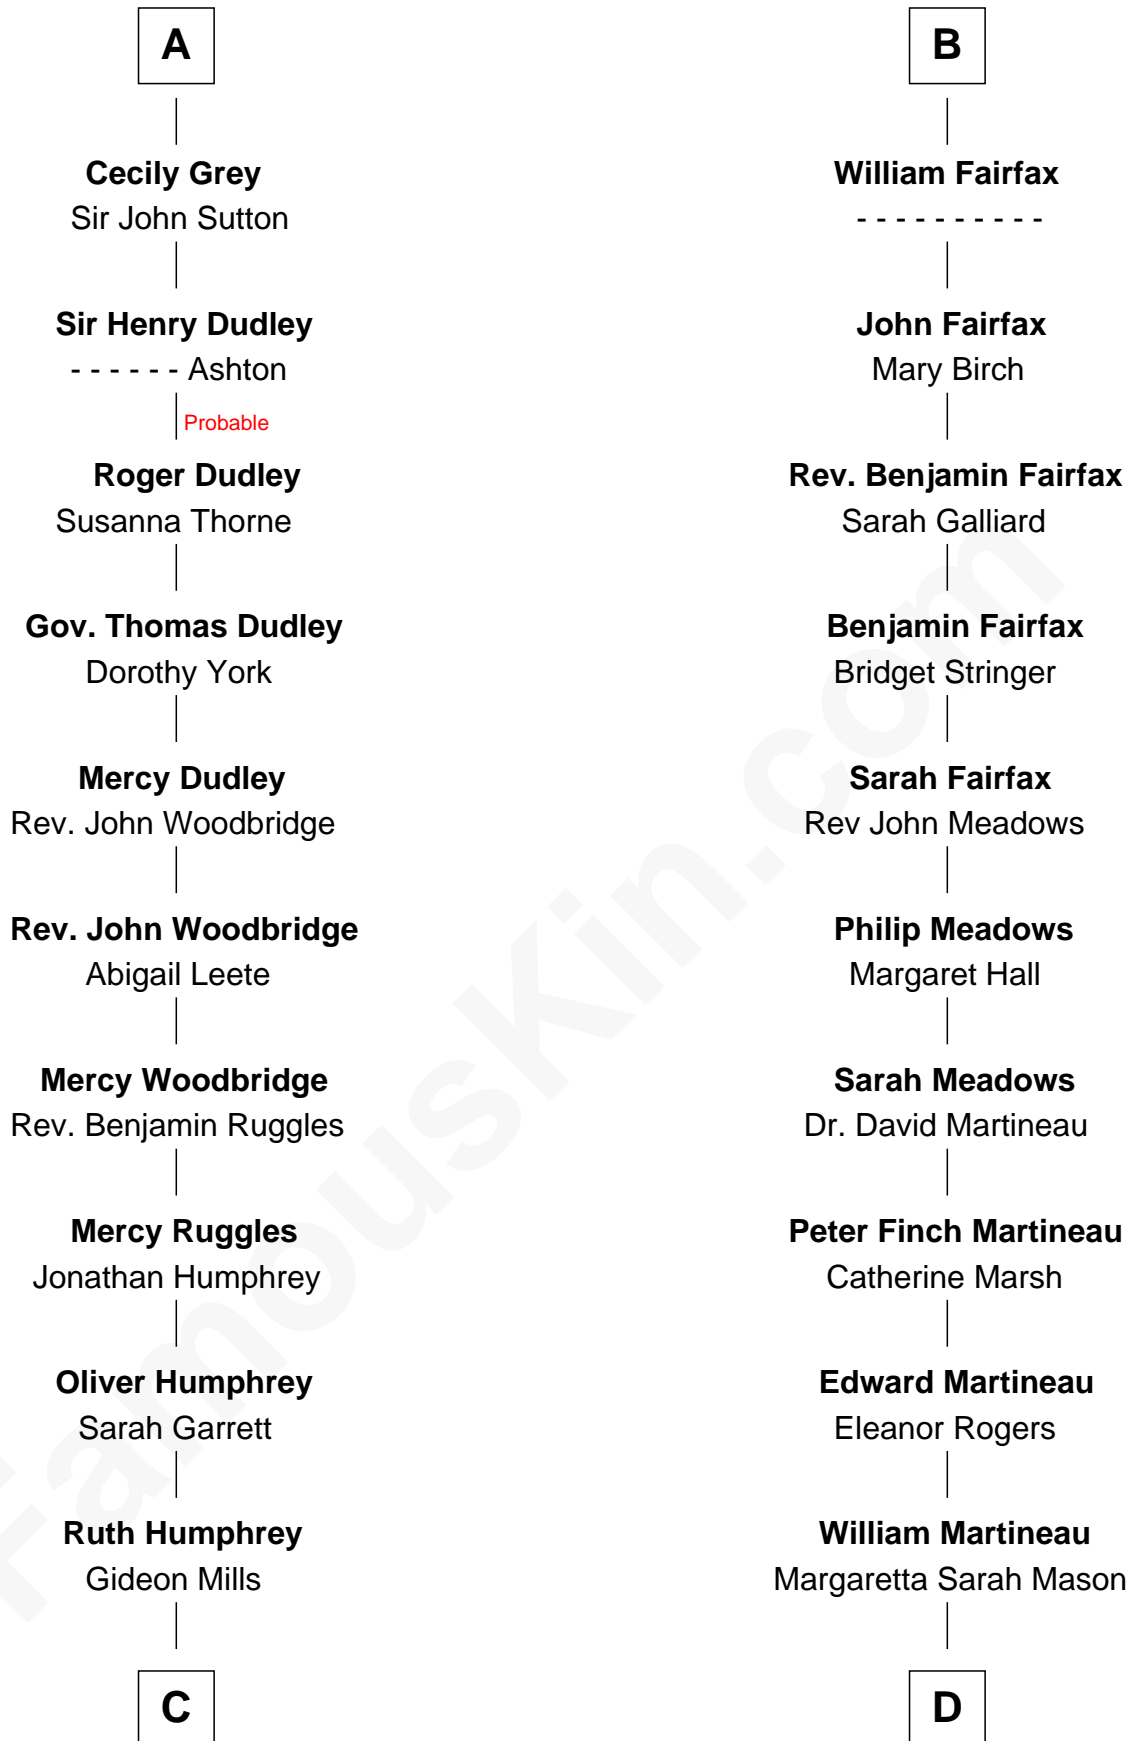 A
Cecily Grey
Sir John Sutton
Sir Henry Dudley
- - - - - - Ashton
Probable
Roger Dudley
Susanna Thorne
Gov. Thomas Dudley
Dorothy York
Mercy Dudley
Rev. John Woodbridge
Rev. John Woodbridge
Abigail Leete
Mercy Woodbridge
Rev. Benjamin Ruggles
Mercy Ruggles
Jonathan Humphrey
Oliver Humphrey
Sarah Garrett
Ruth Humphrey
Gideon Mills
C
B
William Fairfax
- - - - - - - - - -
John Fairfax
Mary Birch
Rev. Benjamin Fairfax
Sarah Galliard
Benjamin Fairfax
Bridget Stringer
Sarah Fairfax
Rev John Meadows
Philip Meadows
Margaret Hall
Sarah Meadows
Dr. David Martineau
Peter Finch Martineau
Catherine Marsh
Edward Martineau
Eleanor Rogers
William Martineau
Margaretta Sarah Mason
D
FamousKin.com